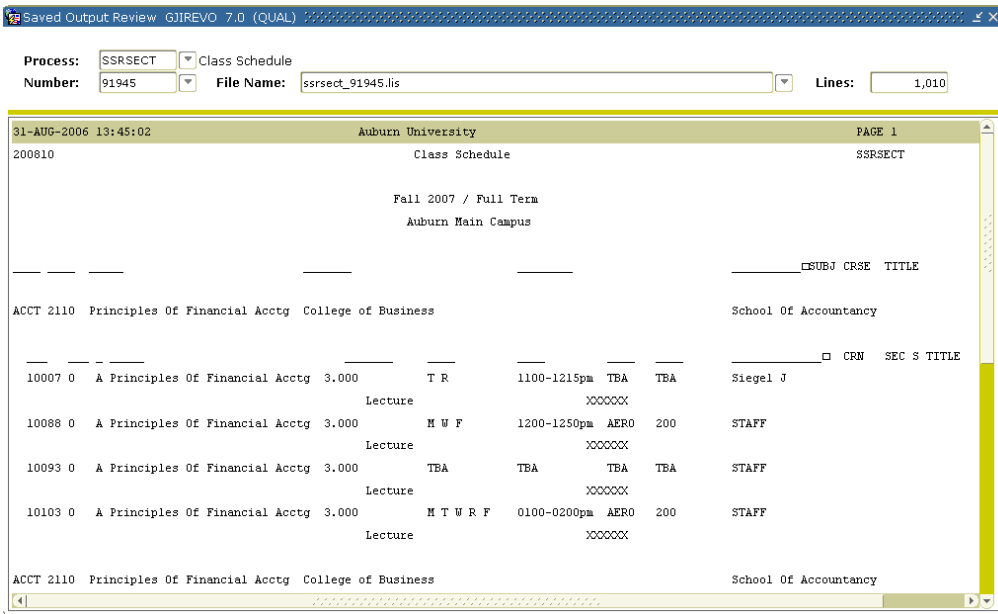 Saved Output Review GJIREVO 7.0 (QUAL)
Process: SSRSECT Class Schedule
Number: 91945 File Name: ssrsect_91945.lis Lines: 1,010
31-AUG-2006 13:45:02 Auburn University PAGE 1
200810 Class Schedule SSRSECT
Fall 2007 / Full Term
Auburn Main Campus
SUBJ CRSE TITLE
ACCT 2110 Principles Of Financial Acctg College of Business School Of Accountancy
CRN SEC S TITLE
10007 0 A Principles Of Financial Acctg 3.000 T R 1100-1215pm TBA TBA Siegel J
Lecture XXXXXX
10088 0 A Principles Of Financial Acctg 3.000 M W F 1200-1250pm AERO 200 STAFF
Lecture XXXXXX
10093 0 A Principles Of Financial Acctg 3.000 TBA TBA TBA TBA STAFF
Lecture XXXXXX
10103 0 A Principles Of Financial Acctg 3.000 M T W R F 0100-0200pm AERO 200 STAFF
Lecture XXXXXX
ACCT 2110 Principles Of Financial Acctg College of Business School Of Accountancy